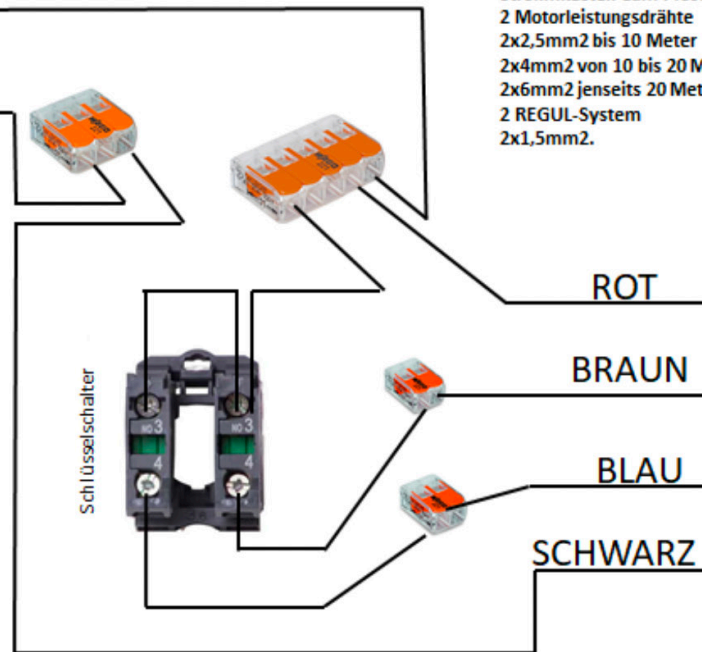 2 Motorleistungsdrähte
2x2,5mm2 bis 10 Meter
2x4mm2 von 10 bis 20 M
2x6mm2 jenseits 20 Met
2 REGUL-System
2x1,5mm2.
ROT
BRAUN
Schlüsselschalter
NO 3
NO 3
4
4
BLAU
SCHWARZ